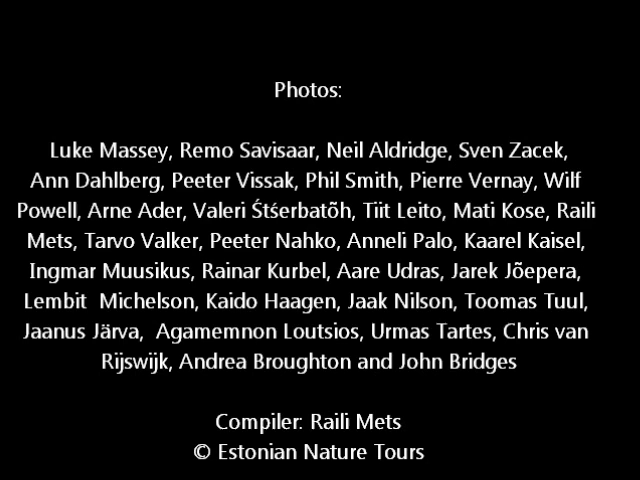 Photos:
Luke Massey, Remo Savisaar, Neil Aldridge, Sven Zacek,
Ann Dahlberg, Peeter Vissak, Phil Smith, Pierre Vernay, Wilf
Powell, Arne Ader, Valeri Śtśerbatõh, Tiit Leito, Mati Kose, Raili
Mets, Tarvo Valker, Peeter Nahko, Anneli Palo, Kaarel Kaisel,
Ingmar Muusikus, Rainar Kurbel, Aare Udras, Jarek Jõepera,
Lembit  Michelson, Kaido Haagen, Jaak Nilson, Toomas Tuul,
Jaanus Järva,  Agamemnon Loutsios, Urmas Tartes, Chris van
Rijswijk, Andrea Broughton and John Bridges
Compiler: Raili Mets
© Estonian Nature Tours